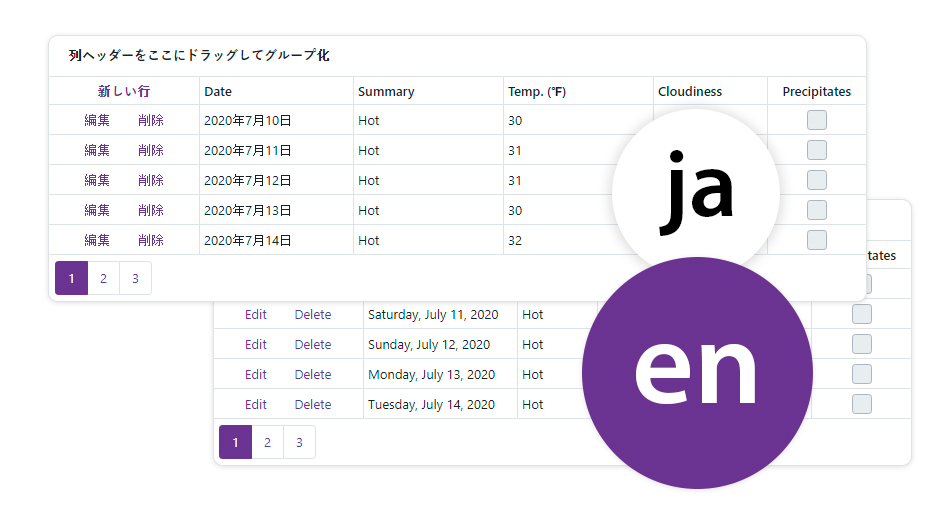 列ヘッダーをここにドラッグしてグループ化
新しい行 Date Summary Temp. (°F) Cloudiness Precipitates
編集 削除 2020年7月10日 Hot 30
編集 削除 2020年7月11日 Hot 31
編集 削除 2020年7月12日 Hot 31
編集 削除 2020年7月13日 Hot 30
編集 削除 2020年7月14日 Hot 32
1 2 3
ja
tates
Edit Delete Saturday, July 11, 2020 Hot
Edit Delete Sunday, July 12, 2020 Hot
Edit Delete Monday, July 13, 2020 Hot
Edit Delete Tuesday, July 14, 2020 Hot
1 2 3
en